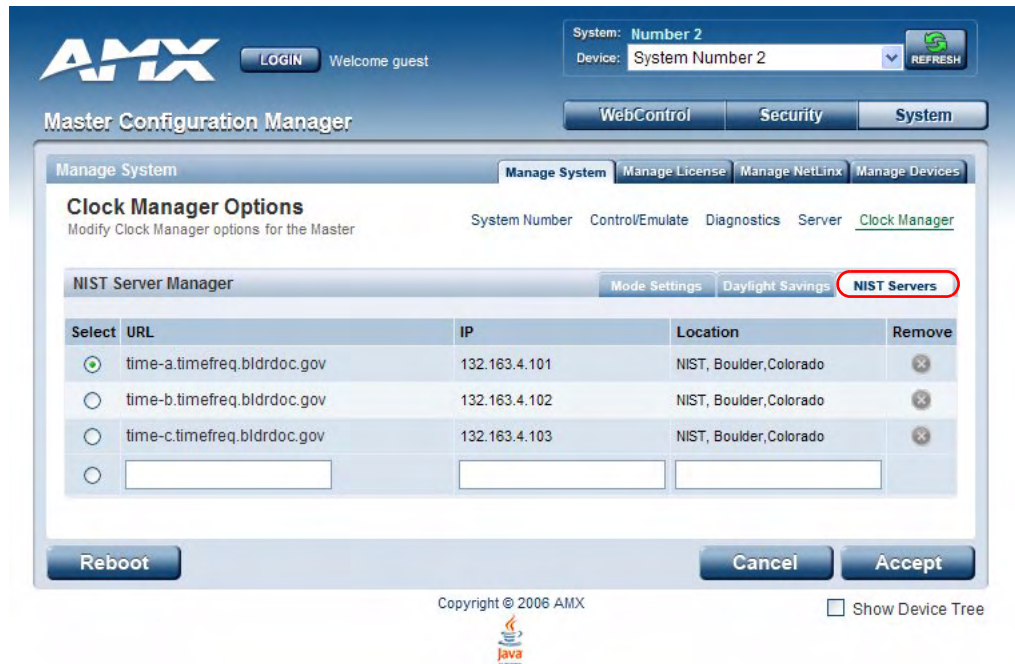 System: Number 2
AMX LOGIN Welcome guest
Device: System Number 2 REFRESH
Master Configuration Manager
WebControl Security System
Manage System
Manage System Manage License Manage NetLinx Manage Devices
Clock Manager Options
Modify Clock Manager options for the Master
System Number Control/Emulate Diagnostics Server Clock Manager
NIST Server Manager
Mode Settings Daylight Savings NIST Servers
Select URL IP Location Remove
time-a.timefreq.bldrdoc.gov 132.163.4.101 NIST, Boulder,Colorado
time-b.timefreq.bldrdoc.gov 132.163.4.102 NIST, Boulder,Colorado
time-c.timefreq.bldrdoc.gov 132.163.4.103 NIST, Boulder,Colorado
Reboot Cancel Accept
Copyright © 2006 AMX
Show Device Tree
Java